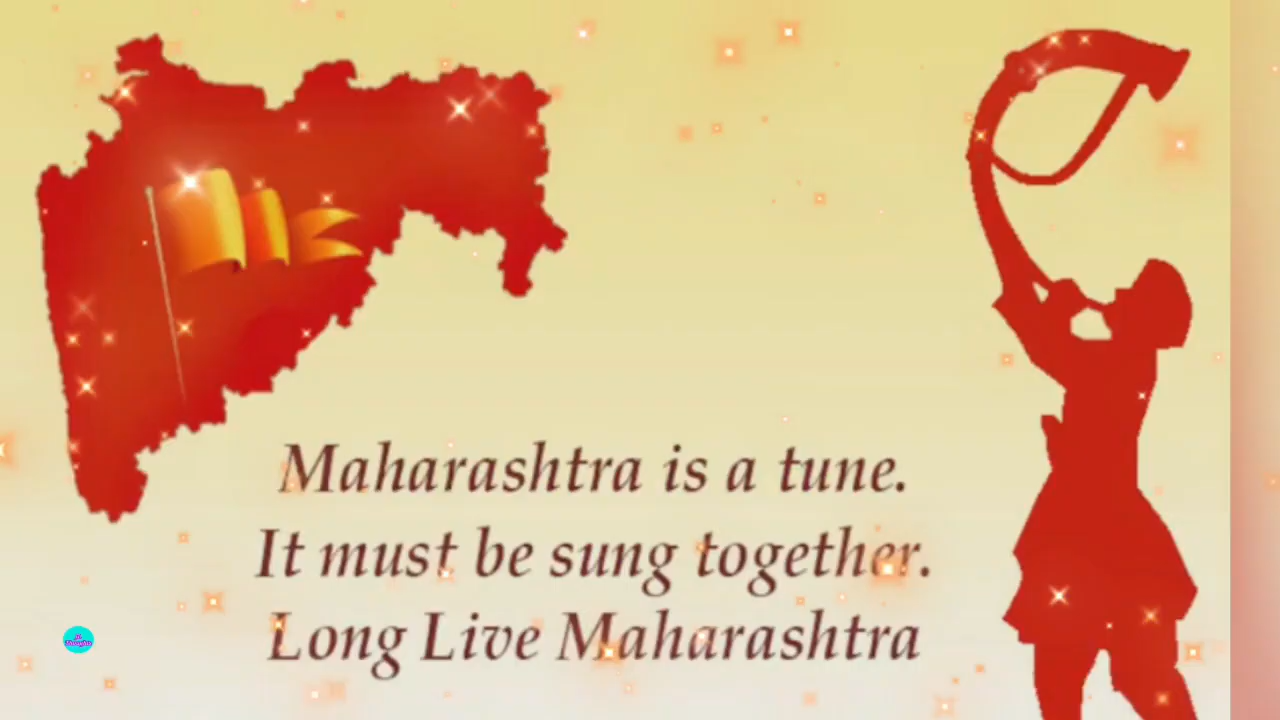 Maharashtra is a tune.
It must be sung together.
Long Live Maharashtra